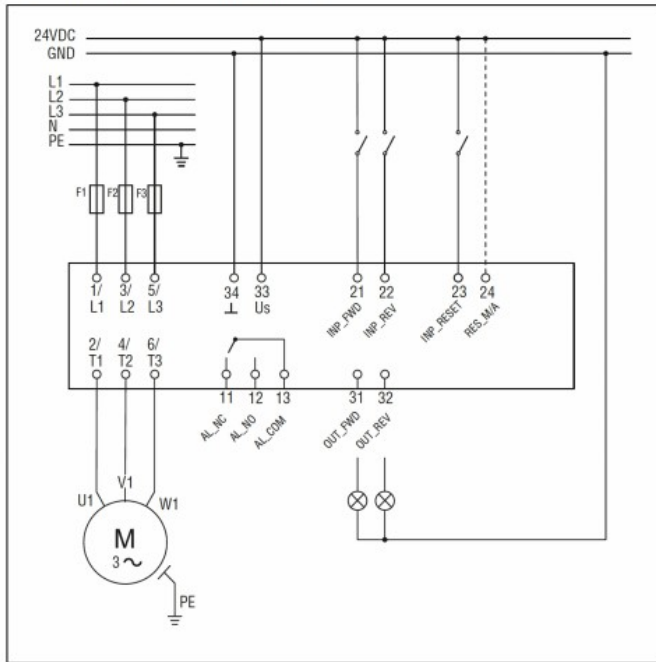 24VDC
GND
L1
L2
L3
N
PE
F1 F2 F3
1/ 3/ 5/ 34 33 21 22 23 24
L1 L2 L3 ⊥ Us INP_FWD INP_REV INP_RESET RES_M/A
2/ 4/ 6/
T1 T2 T3
11 12 13 31 32
AL_NC AL_NO AL_COM OUT_FWD OUT_REV
U1 V1 W1
M
3 ~
PE